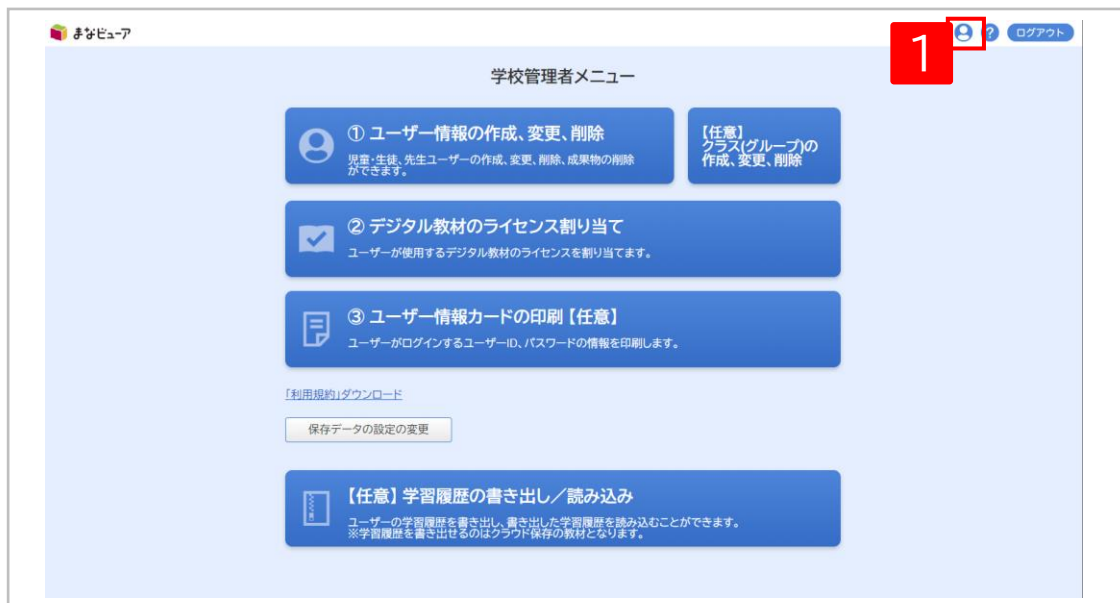 まなビューア
1
?
ログアウト
学校管理者メニュー
① ユーザー情報の作成、変更、削除
児童・生徒、先生ユーザーの作成、変更、削除、成果物の削除
ができます。
【任意】
クラス(グループ)の
作成、変更、削除
② デジタル教材のライセンス割り当て
ユーザーが使用するデジタル教材のライセンスを割り当てます。
③ ユーザー情報カードの印刷【任意】
ユーザーがログインするユーザーID、パスワードの情報を印刷します。
「利用規約」ダウンロード
保存データの設定の変更
【任意】学習履歴の書き出し／読み込み
ユーザーの学習履歴を書き出し、書き出した学習履歴を読み込むことができます。
※学習履歴を書き出せるのはクラウド保存の教材となります。